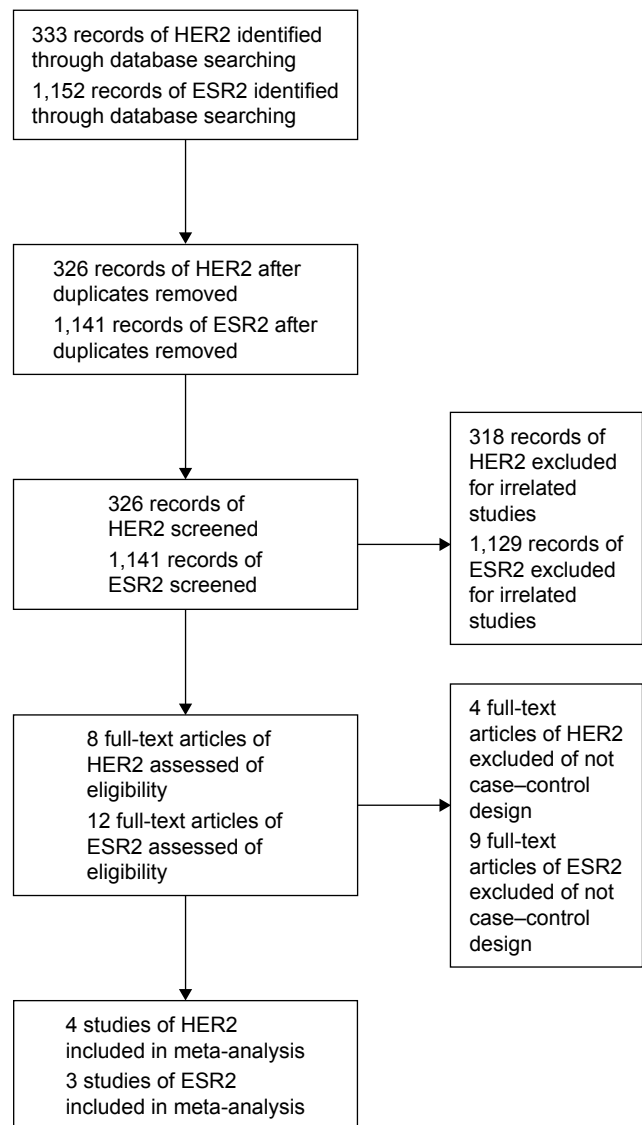 333 records of HER2 identified
through database searching
1,152 records of ESR2 identified
through database searching
326 records of HER2 after
duplicates removed
1,141 records of ESR2 after
duplicates removed
326 records of
HER2 screened
1,141 records of
ESR2 screened
318 records of
HER2 excluded
for irrelated
studies
1,129 records of
ESR2 excluded
for irrelated
studies
8 full-text articles of
HER2 assessed of
eligibility
12 full-text articles of
ESR2 assessed of
eligibility
4 full-text
articles of HER2
excluded of not
case–control
design
9 full-text
articles of ESR2
excluded of not
case–control
design
4 studies of HER2
included in meta-analysis
3 studies of ESR2
included in meta-analysis